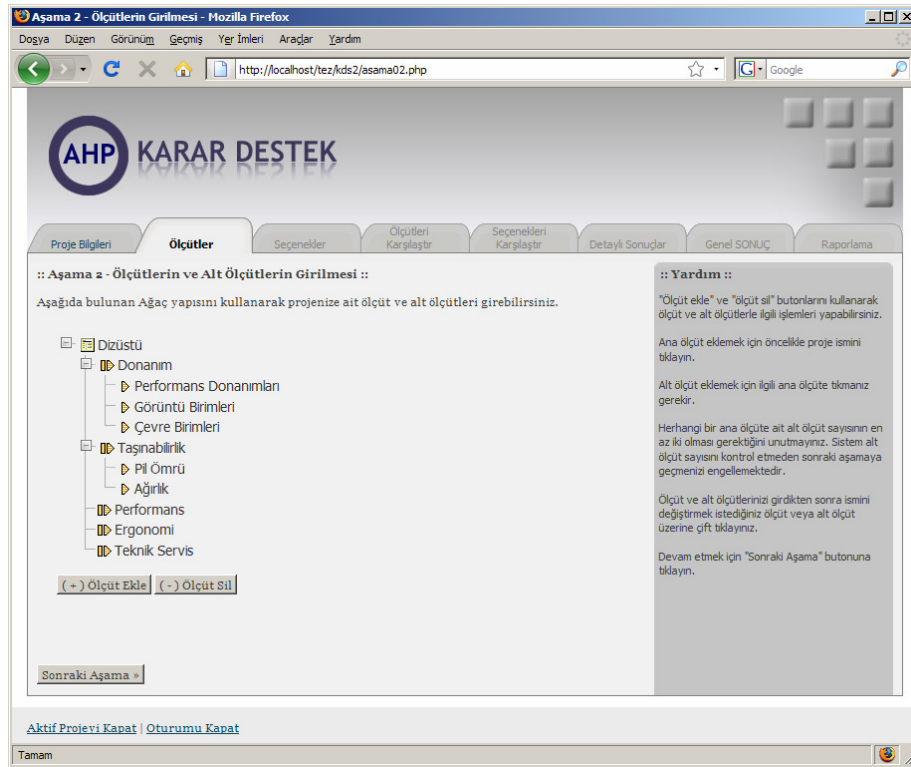 Aşama 2 - Ölçütlerin Girilmesi - Mozilla Firefox
Dosya Düzen Görünüm Geçmiş Yer İmleri Araçlar Yardım
http://localhost/tez/kds2/asama02.php
G Google
AHP KARAR DESTEK
Proje Bilgileri
Ölçütler
Seçenekler
Ölçütleri
Karşılaştır
Seçenekleri
Karşılaştır
Detaylı Sonuçlar
Genel SONUÇ
Raporlama
:: Aşama 2 - Ölçütlerin ve Alt Ölçütlerin Girilmesi ::
Aşağıda bulunan Ağaç yapısını kullanarak projenize ait ölçüt ve alt ölçütleri girebilirsiniz.
Dizüstü
Donanım
Performans Donanımları
Görüntü Birimleri
Çevre Birimleri
Taşınabilirlik
Pil Ömrü
Ağırlık
Performans
Ergonomi
Teknik Servis
( + ) Ölçüt Ekle ( - ) Ölçüt Sil
Sonraki Aşama »
:: Yardım ::
"Ölçüt ekle" ve "ölçüt sil" butonlarını kullanarak
ölçüt ve alt ölçütlerle ilgili işlemleri yapabilirsiniz.
Ana ölçüt eklemek için öncelikle proje ismini
tıklayın.
Alt ölçüt eklemek için ilgili ana ölçüte tıkmanız
gerekir.
Herhangi bir ana ölçüte ait alt ölçüt sayısının en
az iki olması gerektiğini unutmayınız. Sistem alt
ölçüt sayısını kontrol etmeden sonraki aşamaya
geçmenizi engellemektedir.
Ölçüt ve alt ölçütlerinizi girdikten sonra ismini
değiştirmek istediğiniz ölçüt veya alt ölçüt
üzerine çift tıklayınız.
Devam etmek için "Sonraki Aşama" butonuna
tıklayın.
Aktif Projeyi Kapat | Oturumu Kapat
Tamam